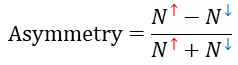 Asymmetry = (N↑ − N↓) / (N↑ + N↓)